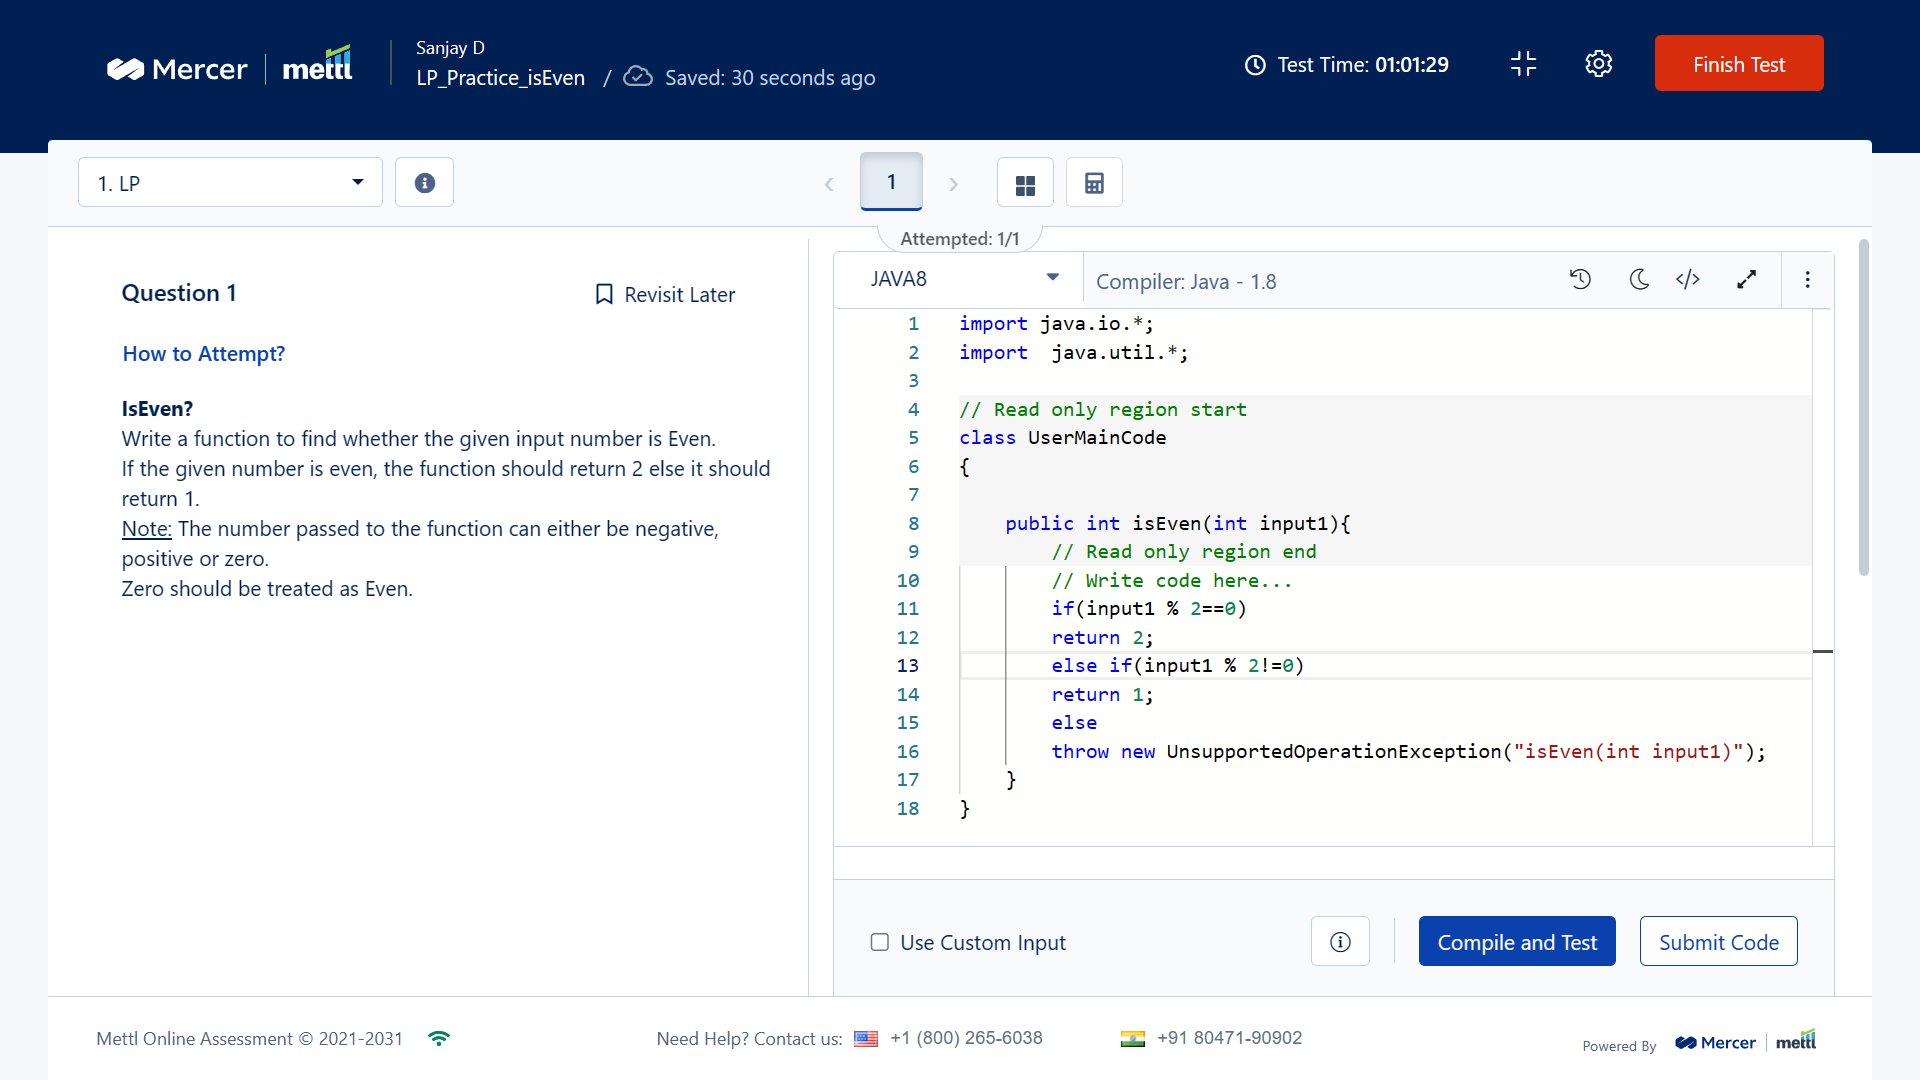 Mercer mettl
Sanjay D
LP_Practice_isEven / Saved: 30 seconds ago
Test Time: 01:01:29
Finish Test
1. LP
1
Attempted: 1/1
Question 1
Revisit Later
How to Attempt?
IsEven?
Write a function to find whether the given input number is Even.
If the given number is even, the function should return 2 else it should
return 1.
Note: The number passed to the function can either be negative,
positive or zero.
Zero should be treated as Even.
JAVA8
Compiler: Java - 1.8
1 import java.io.*;
2 import  java.util.*;
3
4 // Read only region start
5 class UserMainCode
6 {
7
8     public int isEven(int input1){
9         // Read only region end
10         // Write code here...
11         if(input1 % 2==0)
12         return 2;
13         else if(input1 % 2!=0)
14         return 1;
15         else
16         throw new UnsupportedOperationException("isEven(int input1)");
17     }
18 }
Use Custom Input
Compile and Test
Submit Code
Mettl Online Assessment © 2021-2031
Need Help? Contact us: +1 (800) 265-6038
+91 80471-90902
Powered By Mercer mettl